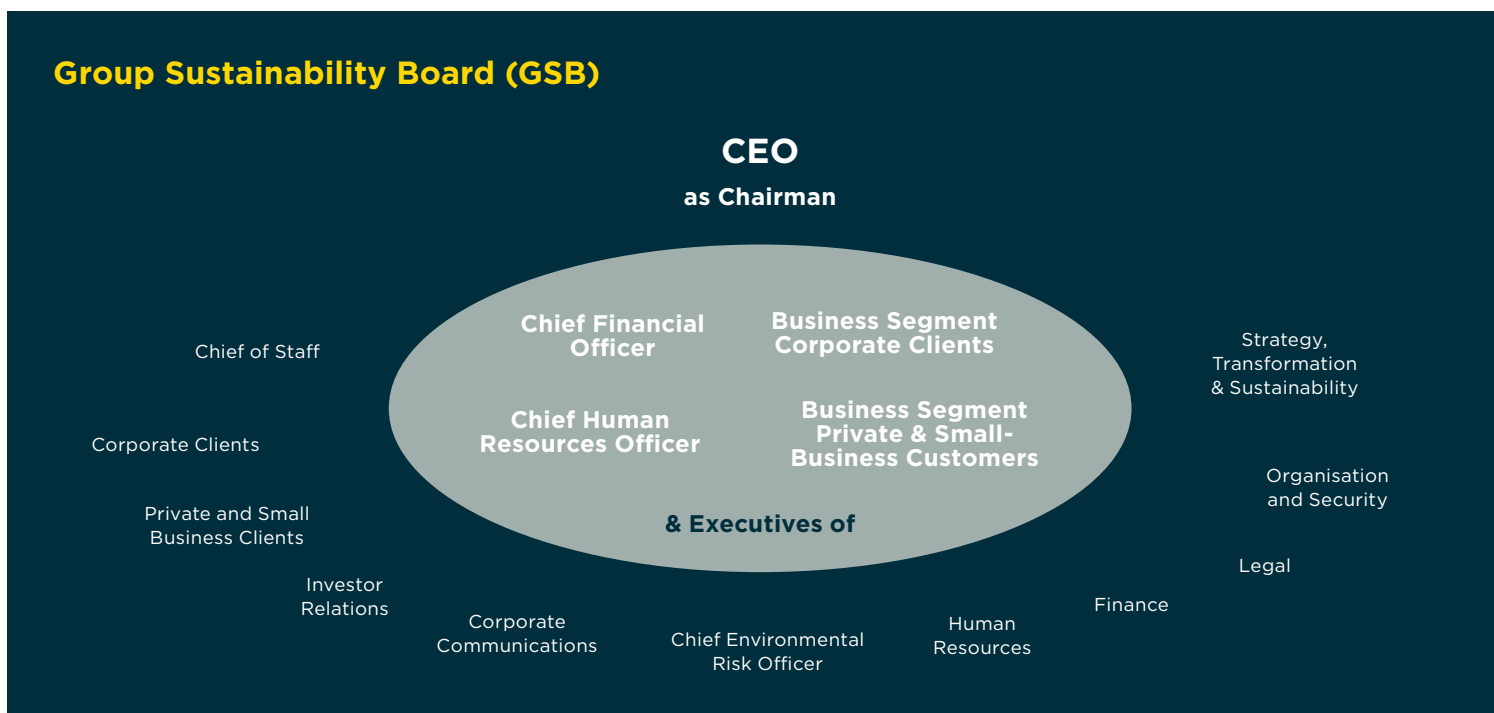 Group Sustainability Board (GSB)
CEO
as Chairman
Chief Financial
Officer
Business Segment
Corporate Clients
Chief Human
Resources Officer
Business Segment
Private & Small-
Business Customers
& Executives of
Chief of Staff
Corporate Clients
Private and Small
Business Clients
Investor
Relations
Corporate
Communications
Chief Environmental
Risk Officer
Human
Resources
Finance
Legal
Organisation
and Security
Strategy,
Transformation
& Sustainability